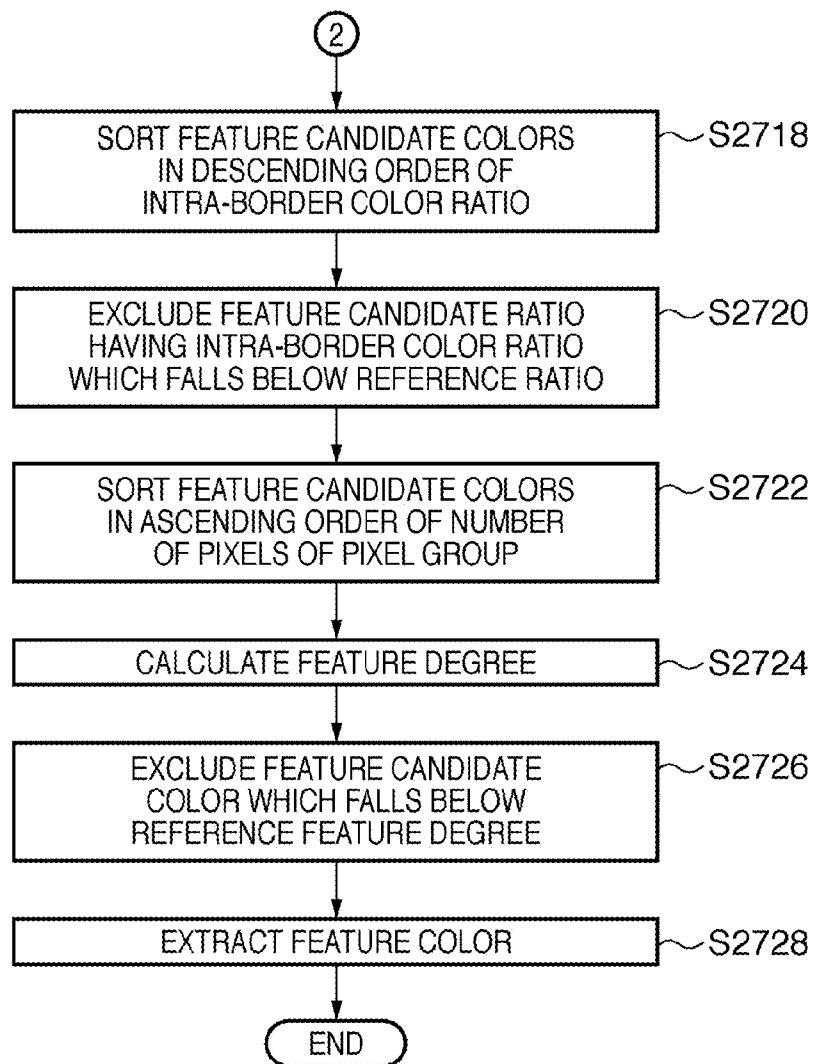 2
SORT FEATURE CANDIDATE COLORS
IN DESCENDING ORDER OF
INTRA-BORDER COLOR RATIO
S2718
EXCLUDE FEATURE CANDIDATE RATIO
HAVING INTRA-BORDER COLOR RATIO
WHICH FALLS BELOW REFERENCE RATIO
S2720
SORT FEATURE CANDIDATE COLORS
IN ASCENDING ORDER OF NUMBER
OF PIXELS OF PIXEL GROUP
S2722
CALCULATE FEATURE DEGREE
S2724
EXCLUDE FEATURE CANDIDATE
COLOR WHICH FALLS BELOW
REFERENCE FEATURE DEGREE
S2726
EXTRACT FEATURE COLOR
S2728
END